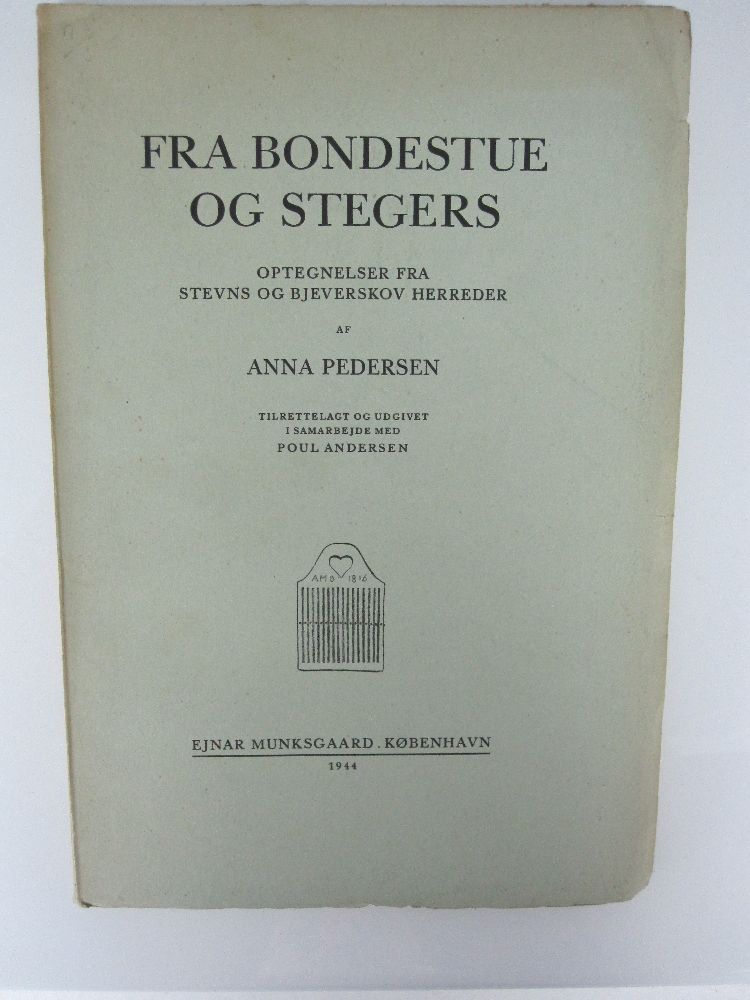 FRA BONDESTUE
OG STEGERS
OPTEGNELSER FRA
STEVNS OG BJEVERSKOV HERREDER
AF
ANNA PEDERSEN
TILRETTELAGT OG UDGIVET
I SAMARBEJDE MED
POUL ANDERSEN
AMD 1816
EJNAR MUNKSGAARD . KØBENHAVN
1944